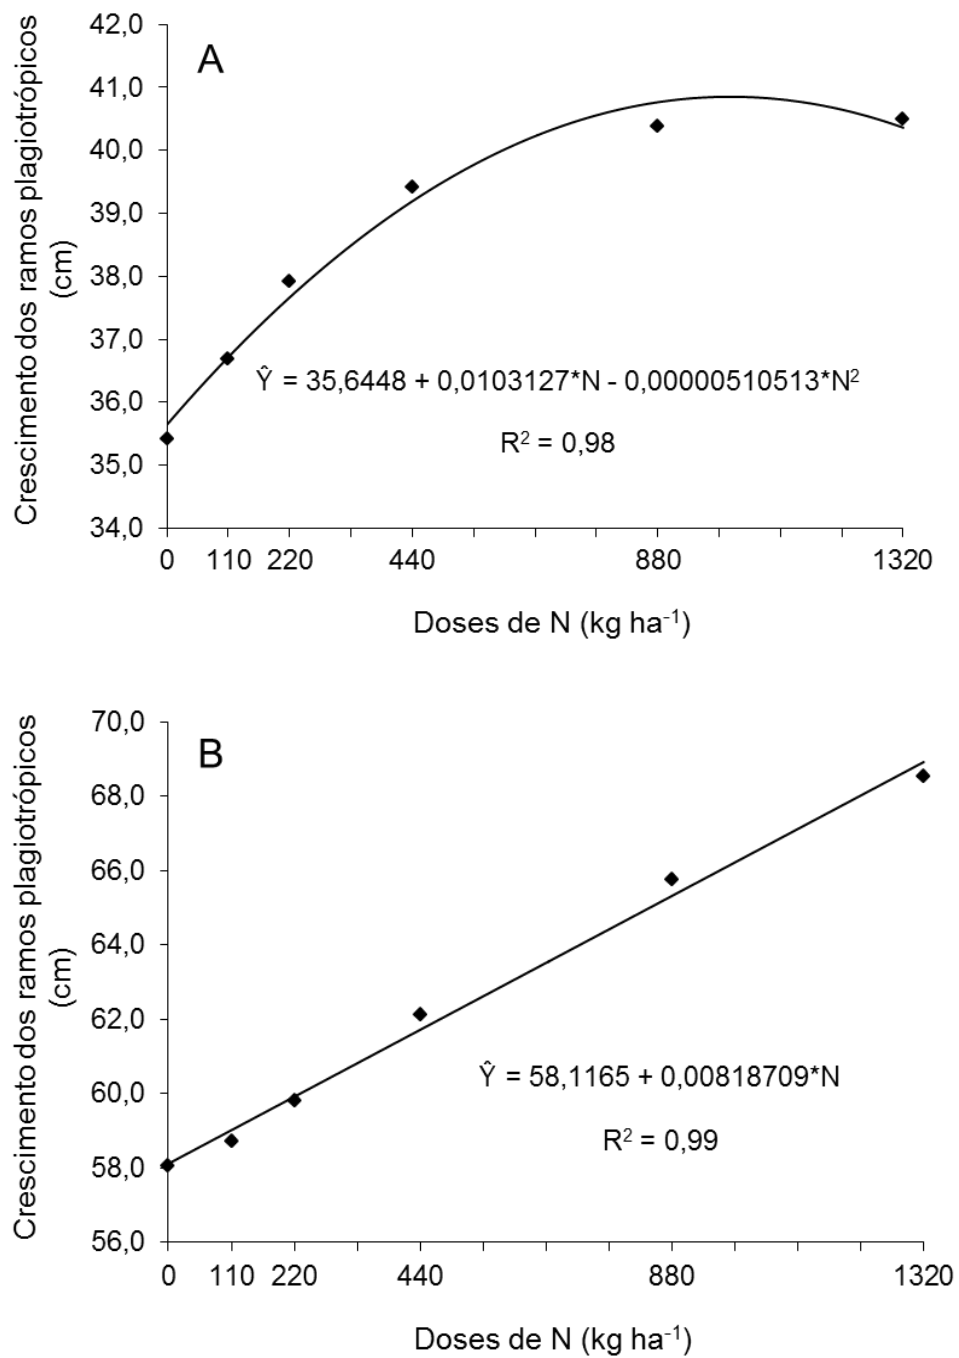 A
Crescimento dos ramos plagiotrópicos
(cm)
42,0
41,0
40,0
39,0
38,0
37,0
36,0
35,0
34,0
Ŷ = 35,6448 + 0,0103127*N - 0,00000510513*N²
R² = 0,98
0 110 220 440 880 1320
Doses de N (kg ha⁻¹)
B
Crescimento dos ramos plagiotrópicos
(cm)
70,0
68,0
66,0
64,0
62,0
60,0
58,0
56,0
Ŷ = 58,1165 + 0,00818709*N
R² = 0,99
0 110 220 440 880 1320
Doses de N (kg ha⁻¹)